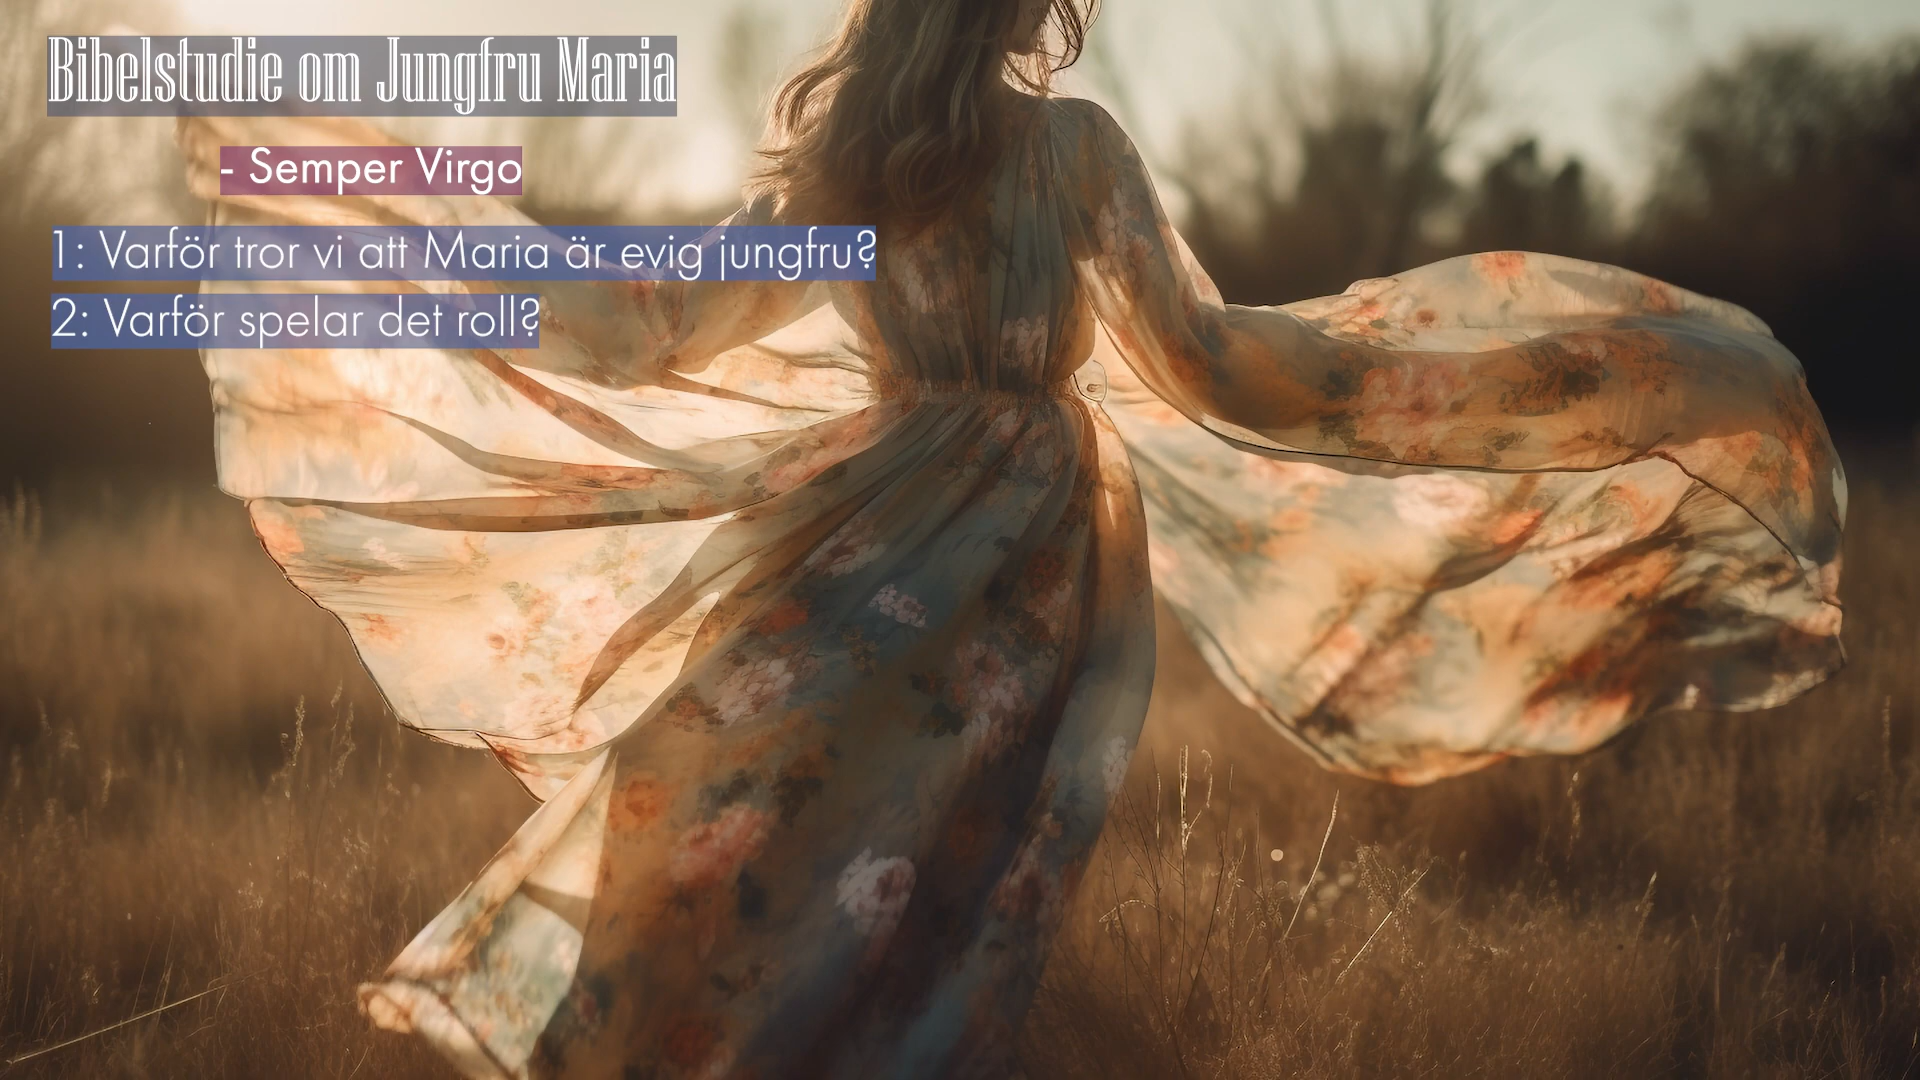 Bibelstudie om Jungfru Maria
- Semper Virgo
1: Varför tror vi att Maria är evig jungfru?
2: Varför spelar det roll?